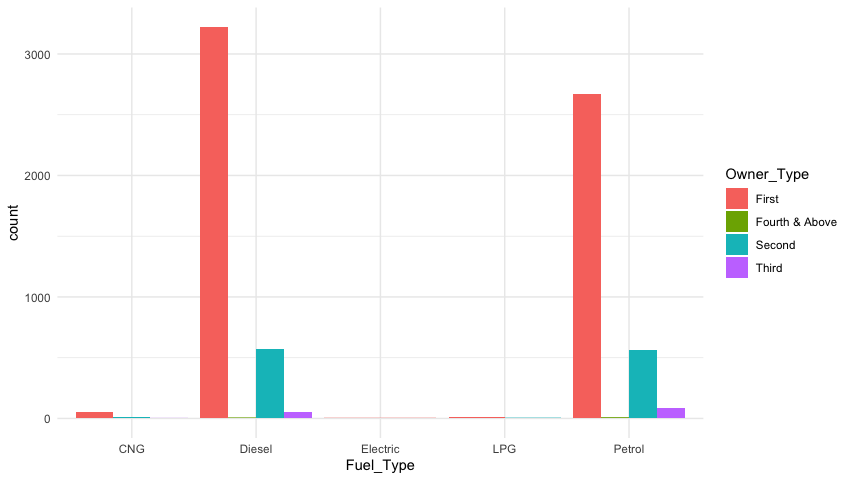 3000
2000
1000
0
count
CNG
Diesel
Electric
LPG
Petrol
Fuel_Type
Owner_Type
First
Fourth & Above
Second
Third